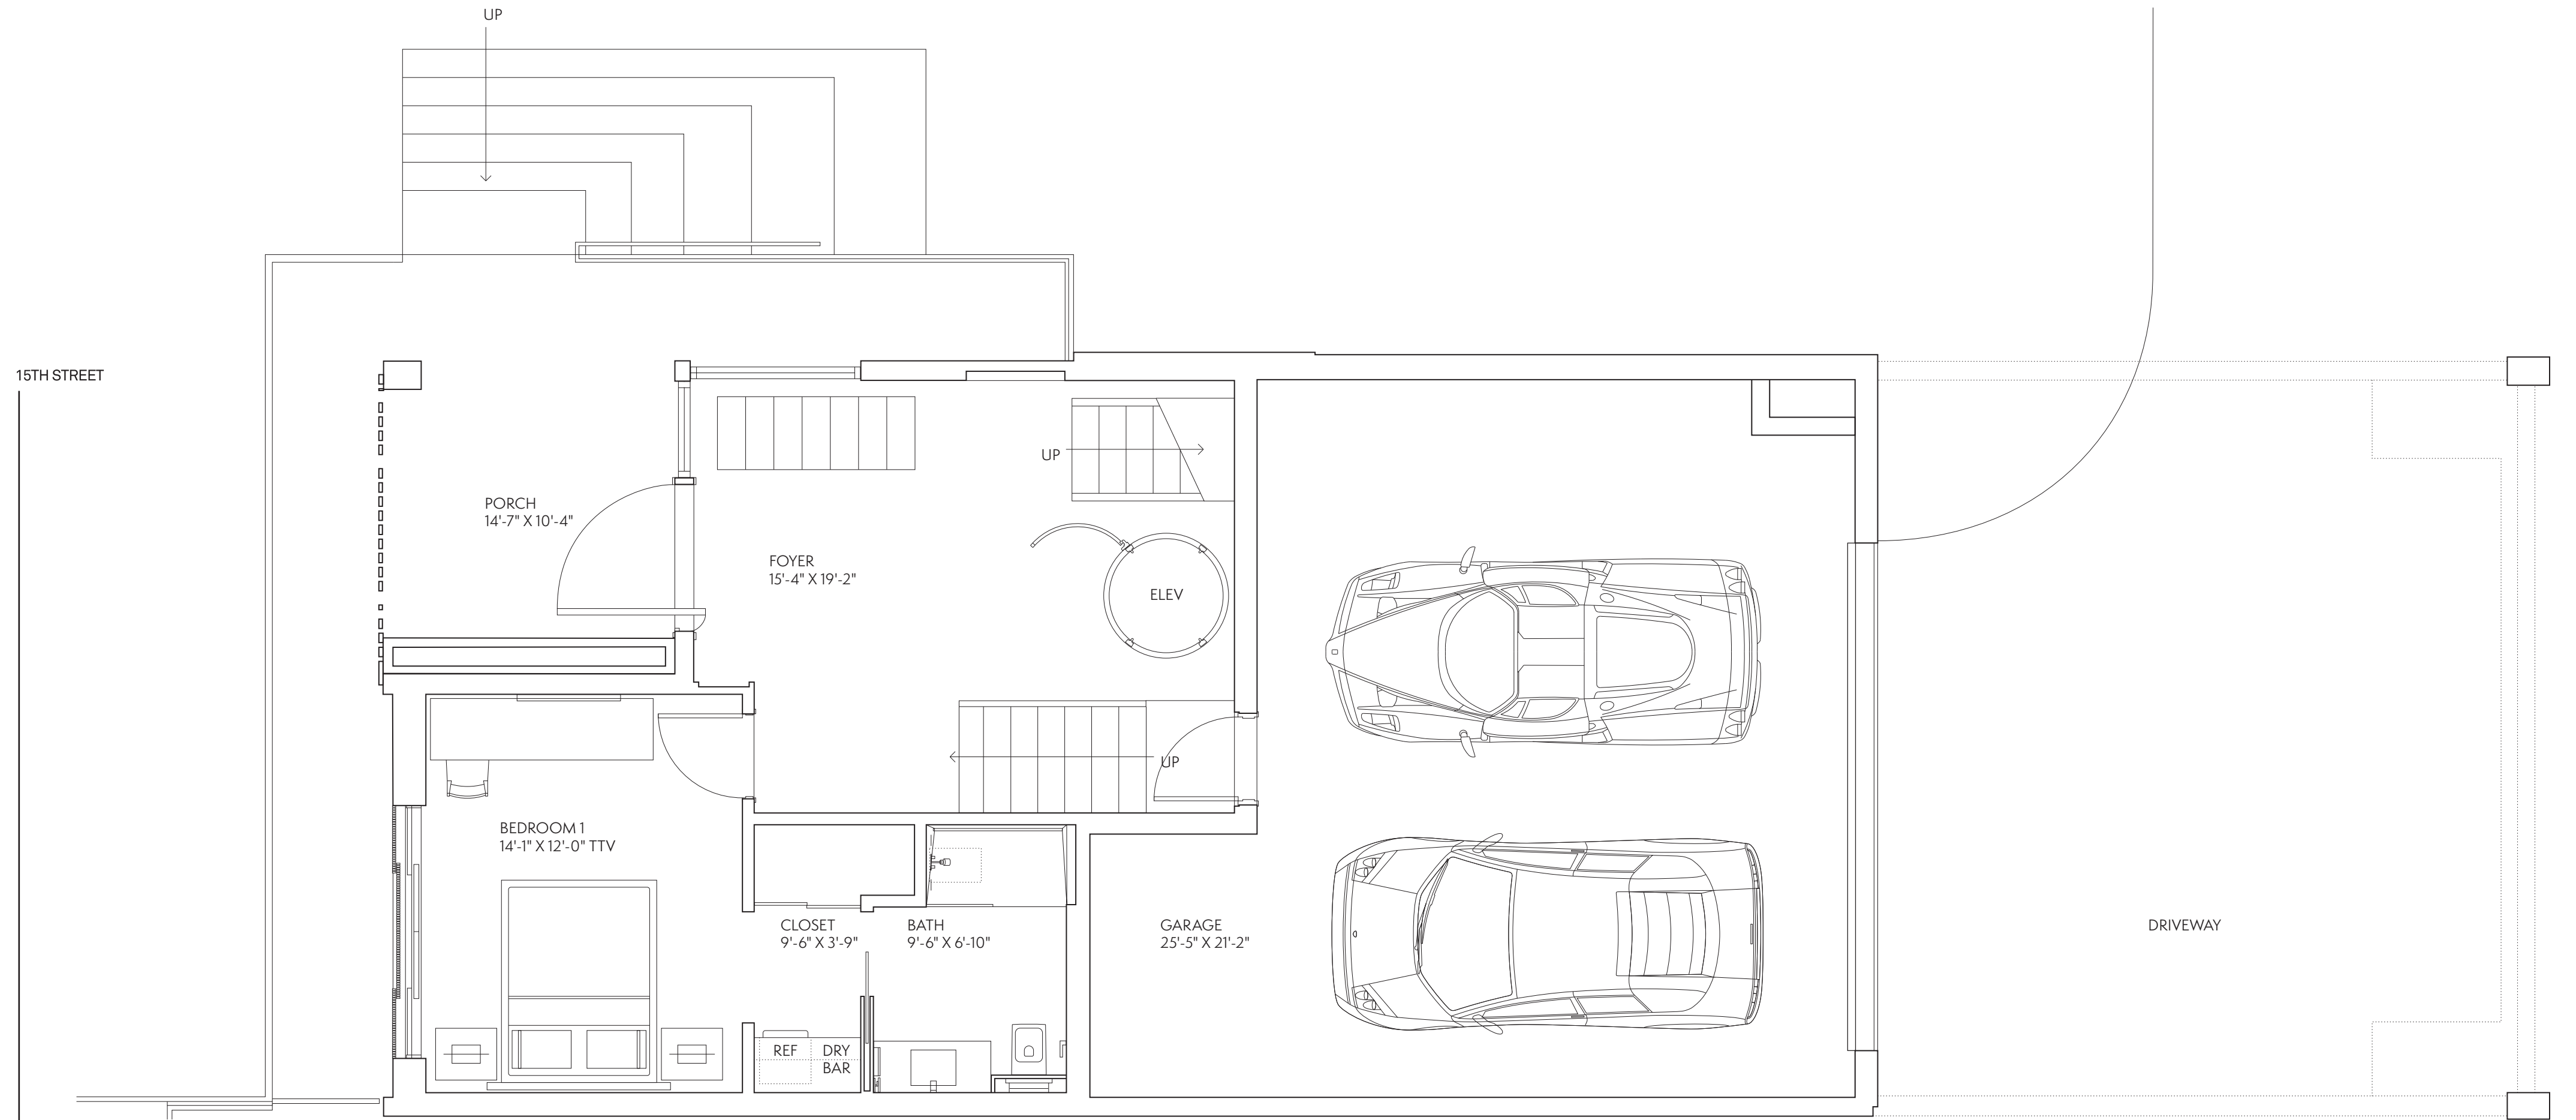 UP
15TH STREET
UP
PORCH
14'-7" X 10'-4"
FOYER
15'-4" X 19'-2"
ELEV
UP
BEDROOM 1
14'-1" X 12'-0" TTV
CLOSET
9'-6" X 3'-9"
BATH
9'-6" X 6'-10"
GARAGE
25'-5" X 21'-2"
DRIVEWAY
REF
DRY
BAR